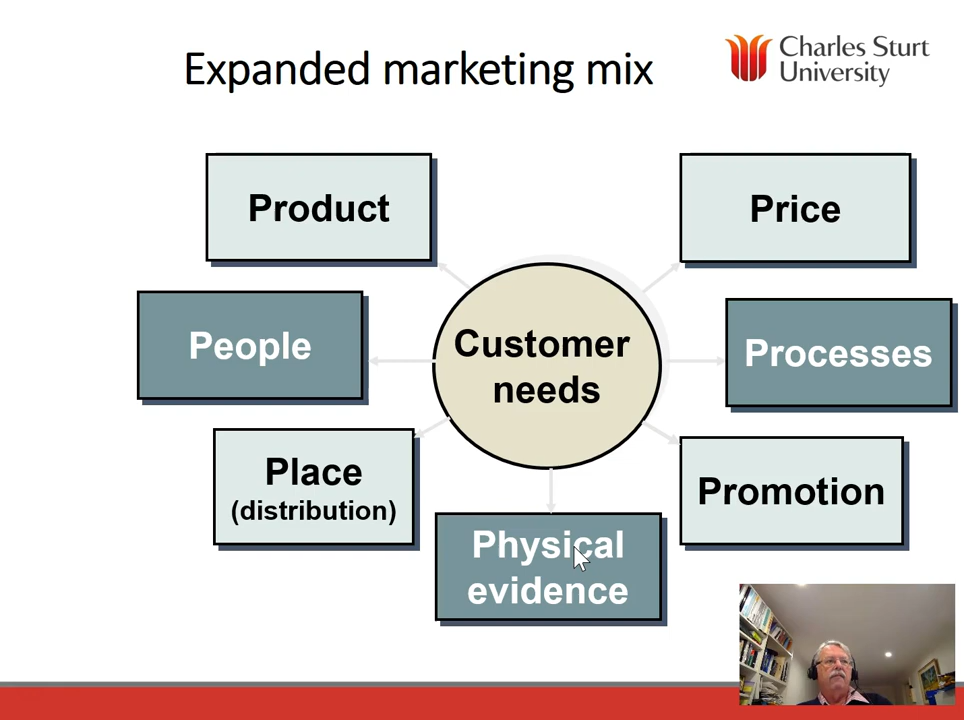 Expanded marketing mix
Charles Sturt
University
Product
Price
People
Customer
needs
Processes
Place
(distribution)
Promotion
Physical
evidence